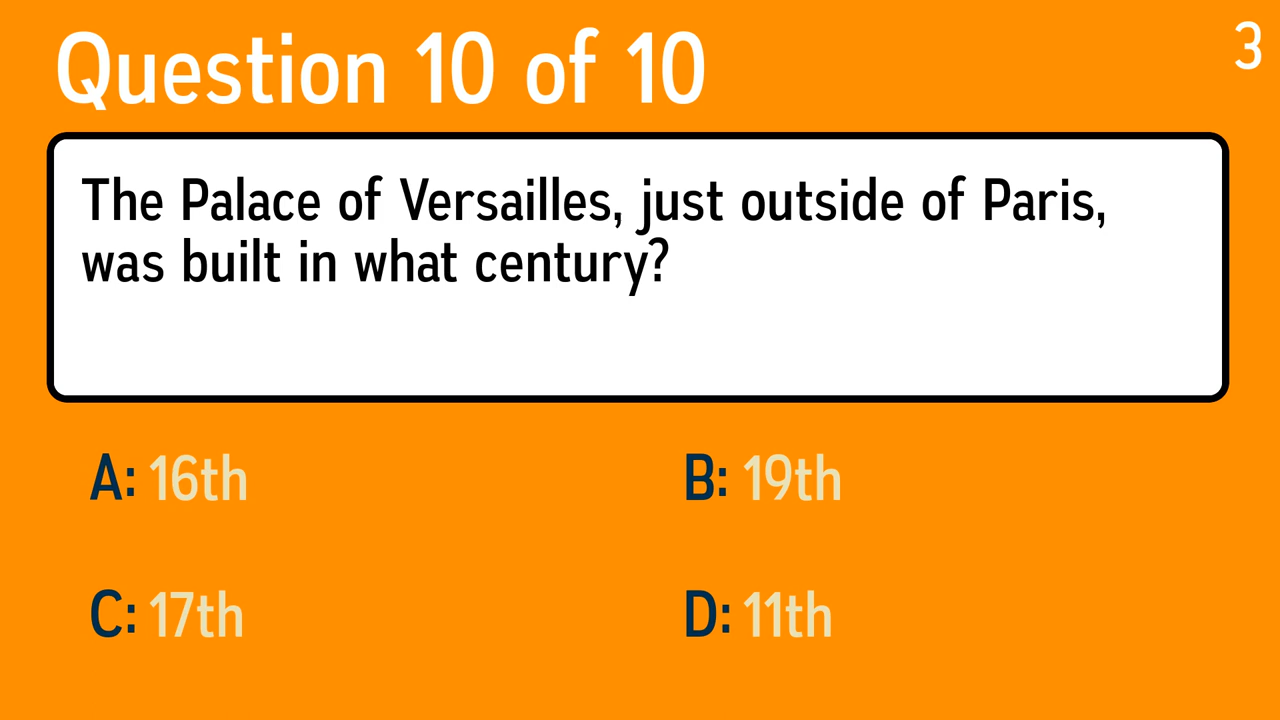 Question 10 of 10
3
The Palace of Versailles, just outside of Paris,
was built in what century?
A: 16th
B: 19th
C: 17th
D: 11th